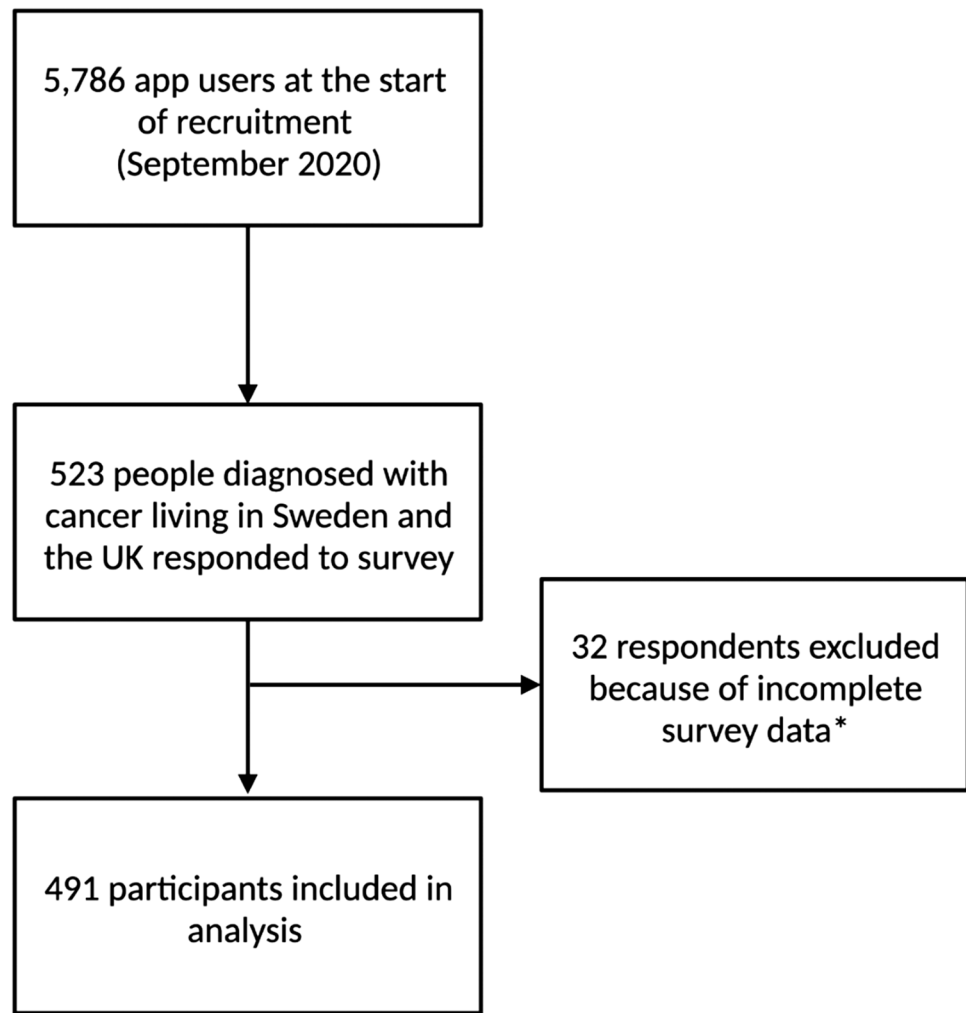 5,786 app users at the start
of recruitment
(September 2020)
523 people diagnosed with
cancer living in Sweden and
the UK responded to survey
32 respondents excluded
because of incomplete
survey data*
491 participants included in
analysis